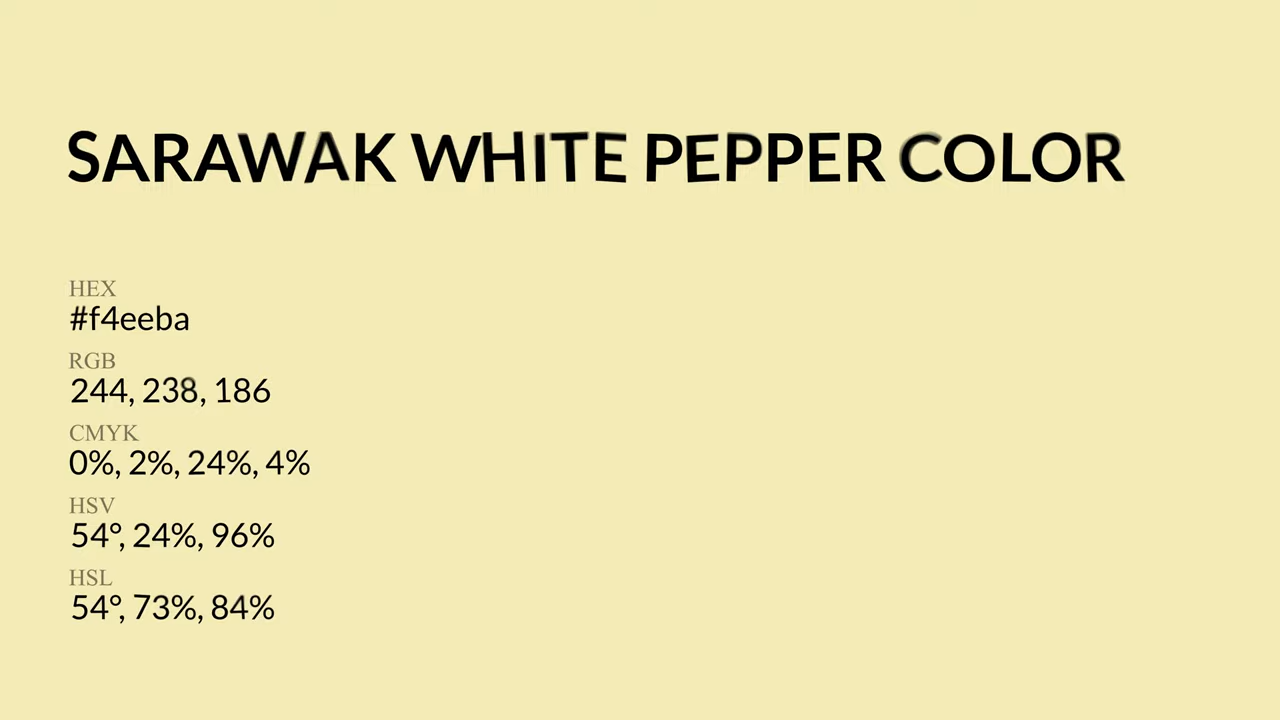 SARAWAK WHITE PEPPER COLOR
HEX
#f4eeba
RGB
244, 238, 186
CMYK
0%, 2%, 24%, 4%
HSV
54°, 24%, 96%
HSL
54°, 73%, 84%